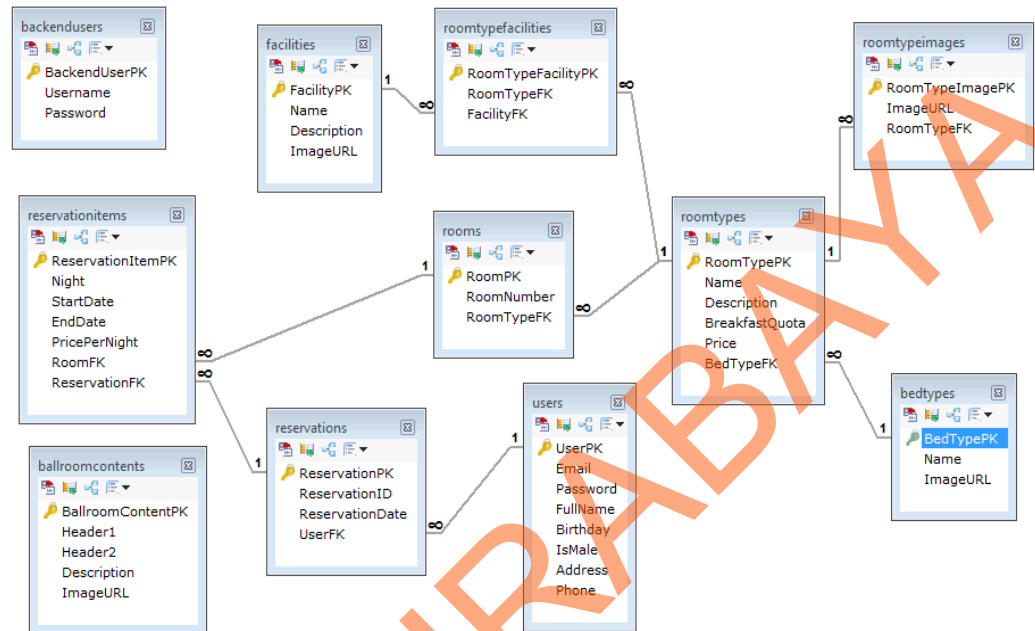 backendusers
BackendUserPK
Username
Password
facilities
FacilityPK
Name
Description
ImageURL
roomtypefacilities
RoomTypeFacilityPK
RoomTypeFK
FacilityFK
roomtypeimages
RoomTypeImagePK
ImageURL
RoomTypeFK
reservationitems
ReservationItemPK
Night
StartDate
EndDate
PricePerNight
RoomFK
ReservationFK
rooms
RoomPK
RoomNumber
RoomTypeFK
roomtypes
RoomTypePK
Name
Description
BreakfastQuota
Price
BedTypeFK
bedtypes
BedTypePK
Name
ImageURL
users
UserPK
Email
Password
FullName
Birthday
IsMale
Address
Phone
reservations
ReservationPK
ReservationID
ReservationDate
UserFK
ballroomcontents
BallroomContentPK
Header1
Header2
Description
ImageURL
1
∞
∞
1
∞
1
∞
1
∞
∞
1
1
∞
∞
1
RABAYA